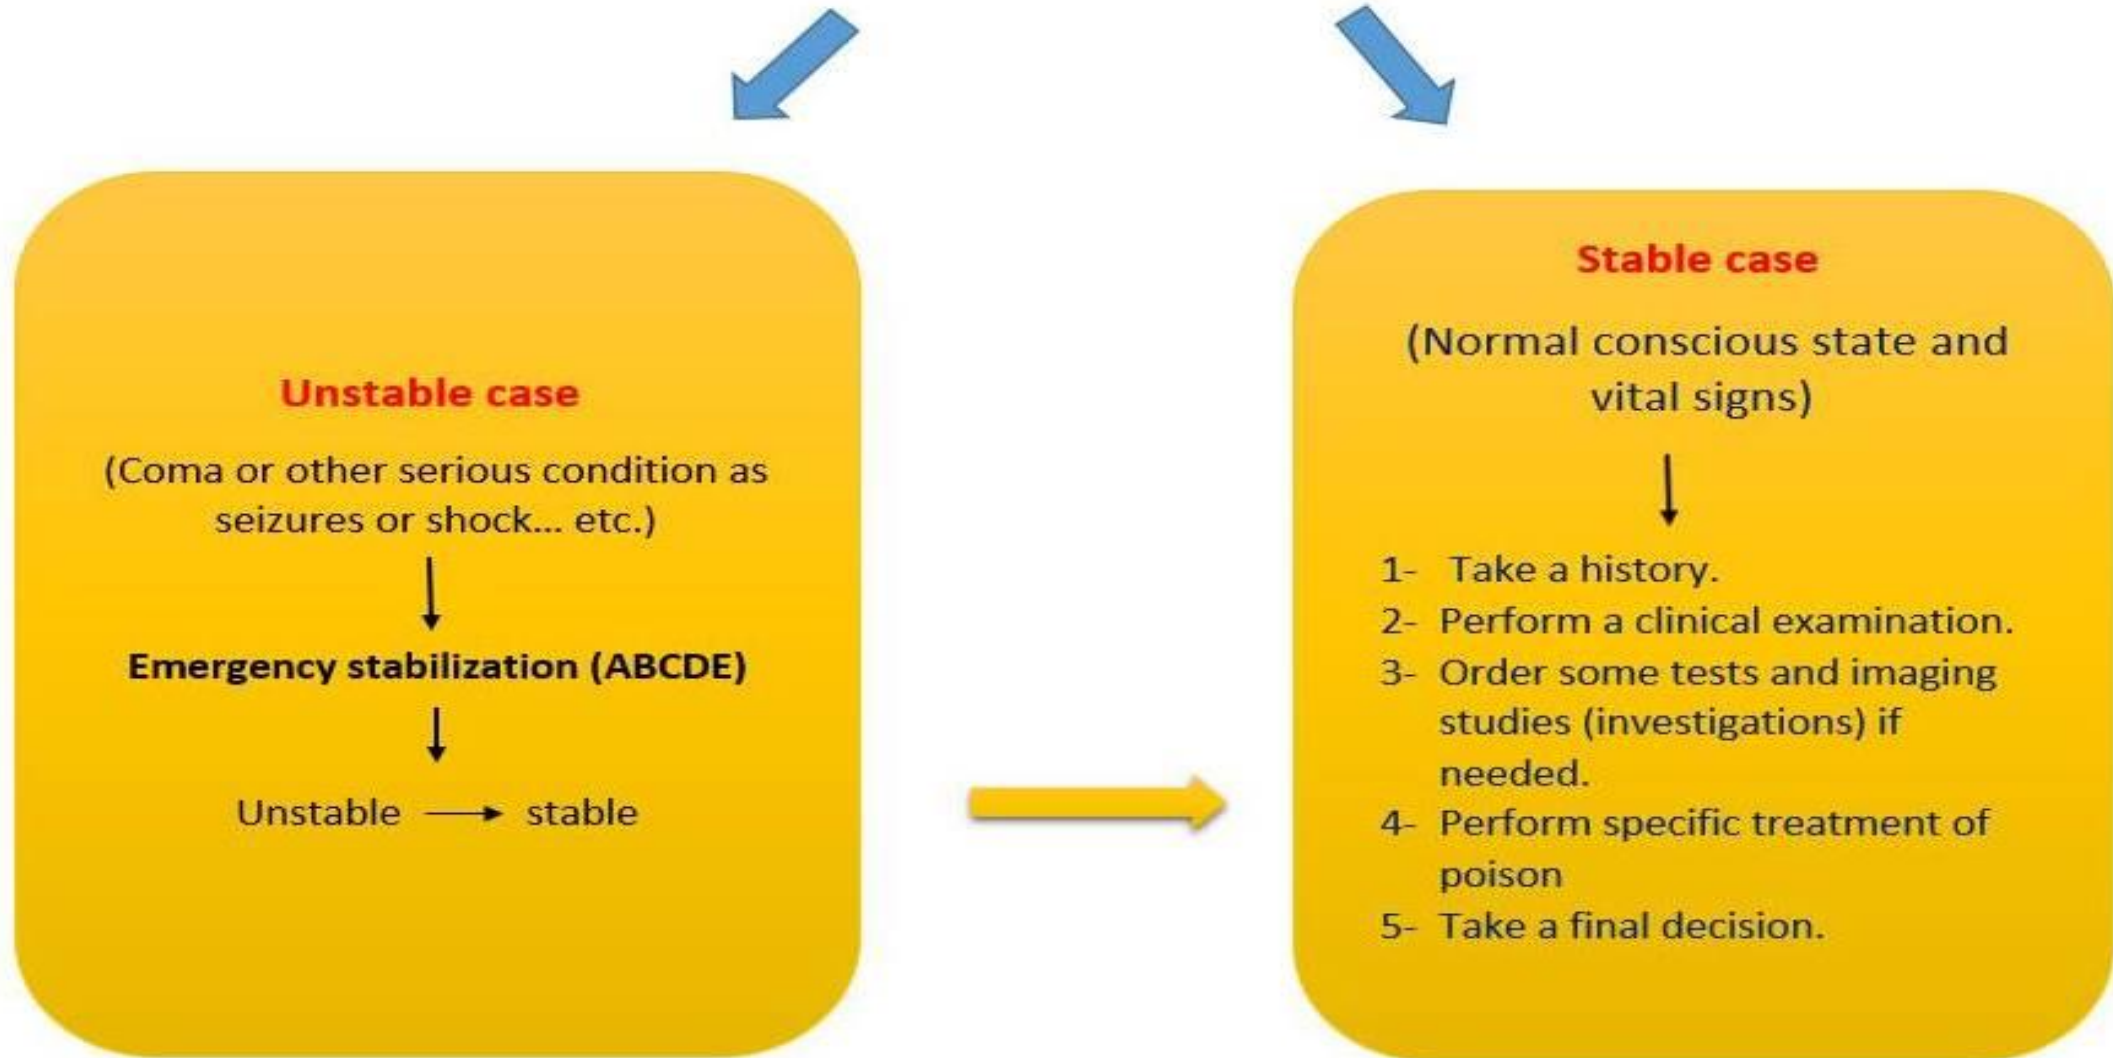 Unstable case
(Coma or other serious condition as
seizures or shock... etc.)
Emergency stabilization (ABCDE)
Unstable → stable
Stable case
(Normal conscious state and
vital signs)
1- Take a history.
2- Perform a clinical examination.
3- Order some tests and imaging
studies (investigations) if
needed.
4- Perform specific treatment of
poison
5- Take a final decision.